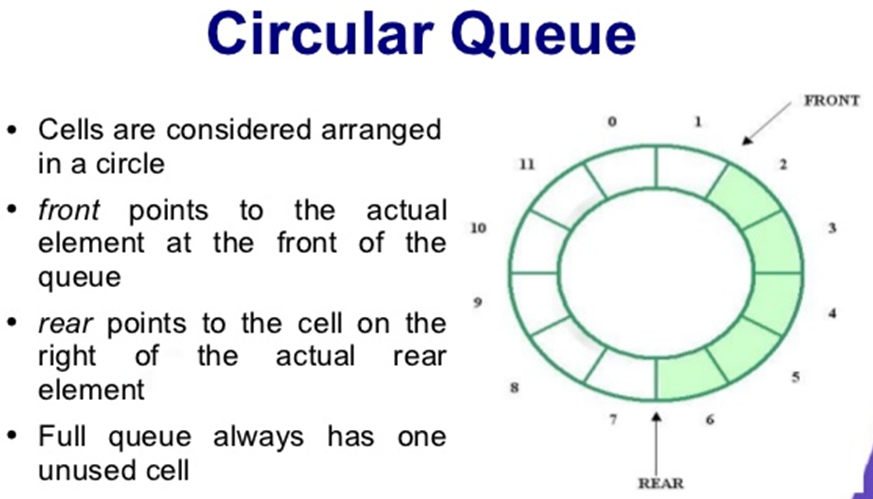 Circular Queue
• Cells are considered arranged
in a circle
• front points to the actual
element at the front of the
queue
• rear points to the cell on the
right of the actual rear
element
• Full queue always has one
unused cell
FRONT
0
1
2
3
4
5
6
7
8
9
10
11
REAR